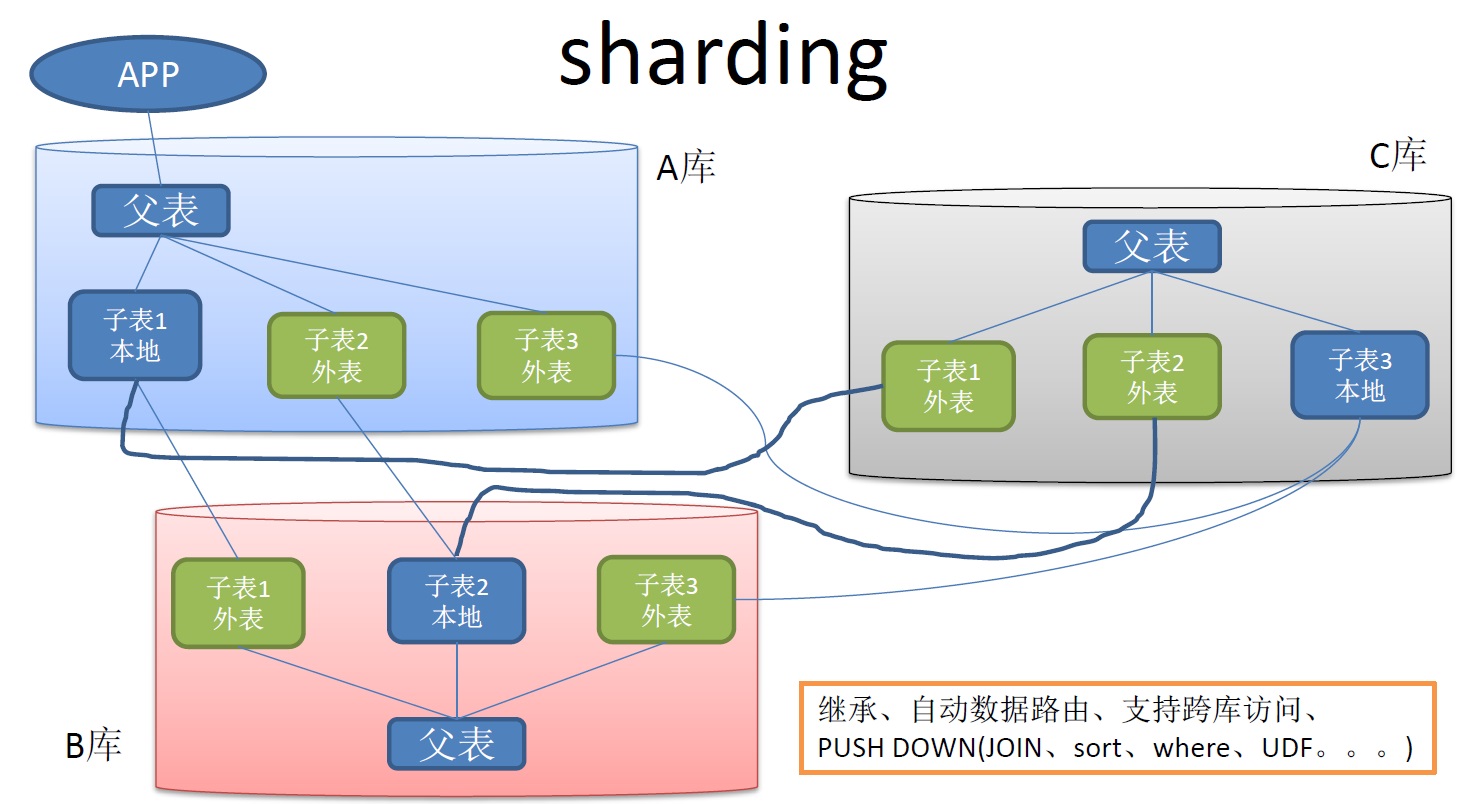 sharding
APP
A库
C库
父表
子表1
本地
子表2
外表
子表3
外表
父表
子表1
外表
子表2
外表
子表3
本地
子表1
外表
子表2
本地
子表3
外表
父表
B库
继承、自动数据路由、支持跨库访问、
PUSH DOWN(JOIN、sort、where、UDF。。。)